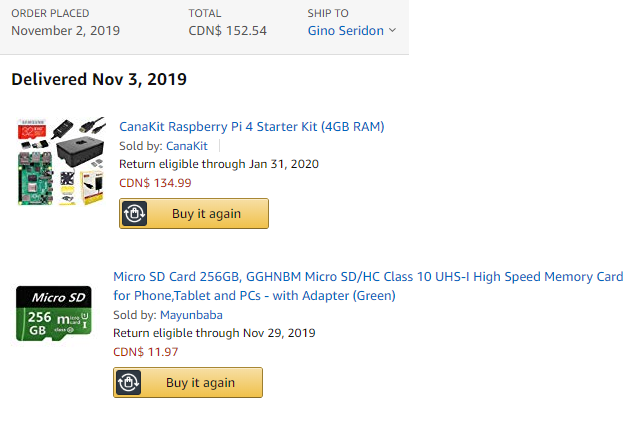 ORDER PLACED TOTAL SHIP TO
November 2, 2019 CDN$ 152.54 Gino Seridon
Delivered Nov 3, 2019
SAMSUNG
32
CanaKit Raspberry Pi 4 Starter Kit (4GB RAM)
Sold by: CanaKit
Return eligible through Jan 31, 2020
CDN$ 134.99
Buy it again
Micro SD
256 GB
micro
card
class 10
Micro SD Card 256GB, GGHNBM Micro SD/HC Class 10 UHS-I High Speed Memory Card
for Phone,Tablet and PCs - with Adapter (Green)
Sold by: Mayunbaba
Return eligible through Nov 29, 2019
CDN$ 11.97
Buy it again